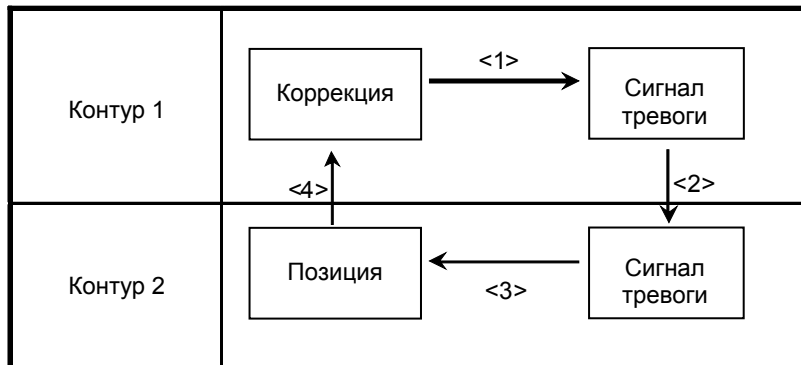 <1>
Контур 1
Коррекция
Сигнал
тревоги
<4>
<2>
Контур 2
Позиция
Сигнал
тревоги
<3>